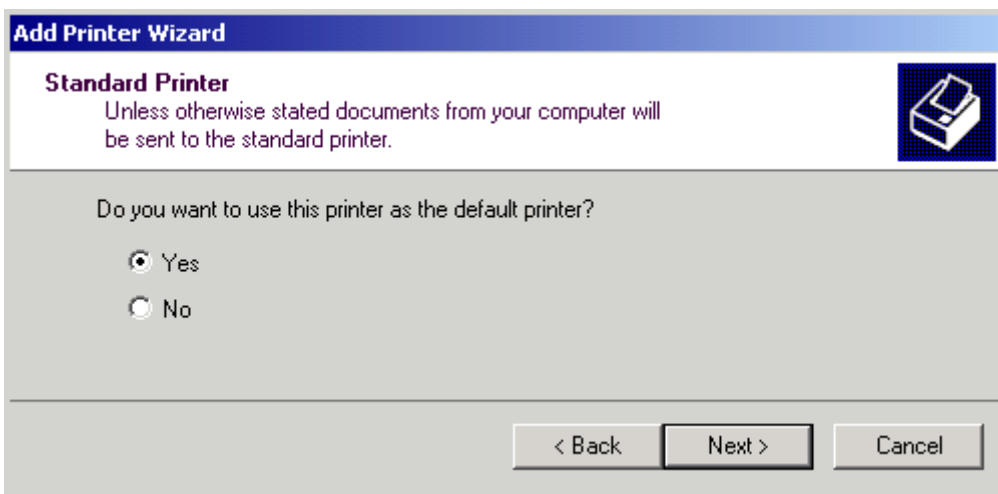 Add Printer Wizard
Standard Printer
Unless otherwise stated documents from your computer will
be sent to the standard printer.
Do you want to use this printer as the default printer?
Yes
No
< Back Next > Cancel